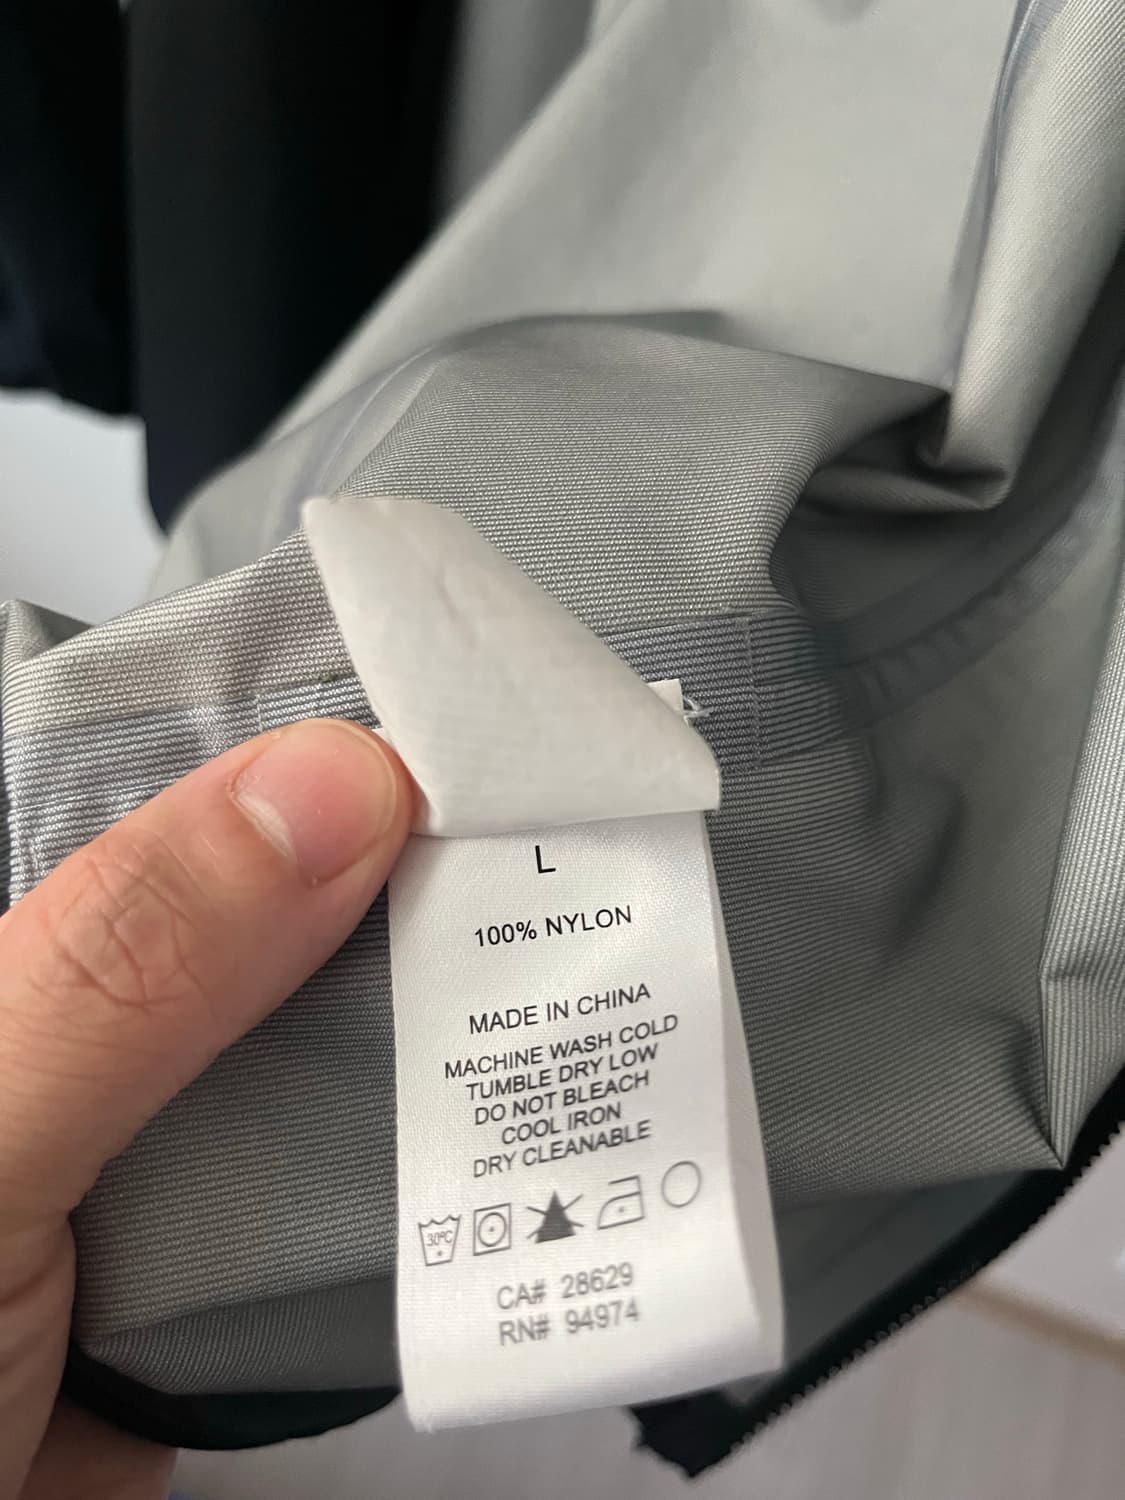 L
100% NYLON
MADE IN CHINA
MACHINE WASH COLD
TUMBLE DRY LOW
DO NOT BLEACH
COOL IRON
DRY CLEANABLE
30°C
CA# 28629
RN# 94974